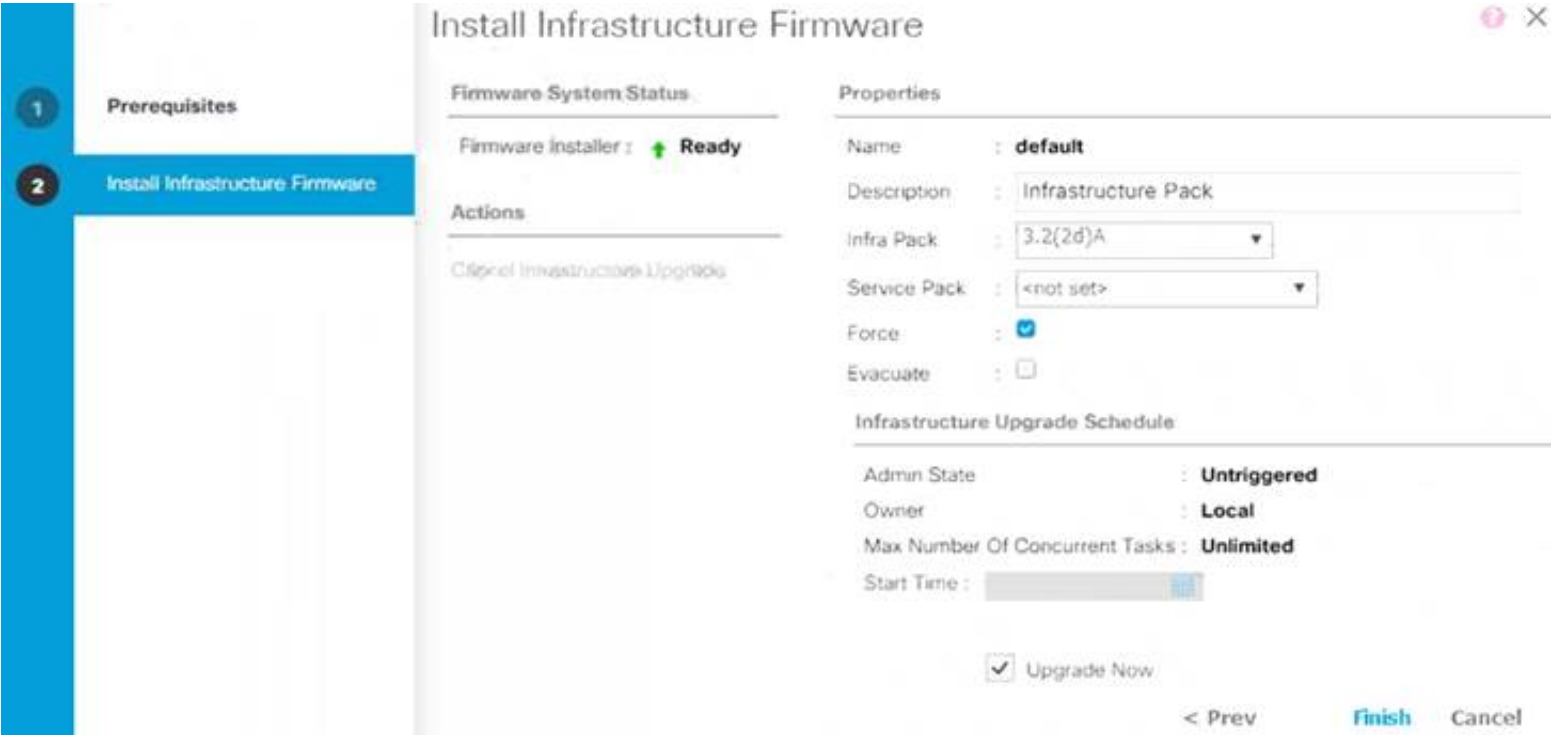 Install Infrastructure Firmware
1 Prerequisites
2 Install Infrastructure Firmware
Firmware System Status
Firmware Installer : Ready
Actions
Infrastructure Upgrade
Properties
Name : default
Description : Infrastructure Pack
Infra Pack : 3.2(2d)A
Service Pack : <not set>
Force :
Evacuate :
Infrastructure Upgrade Schedule
Admin State : Untriggered
Owner : Local
Max Number Of Concurrent Tasks : Unlimited
Start Time :
Upgrade Now
< Prev Finish Cancel